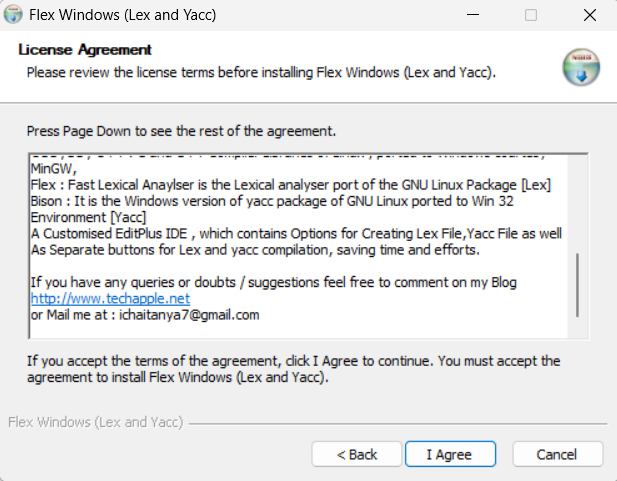 Flex Windows (Lex and Yacc)
License Agreement
Please review the license terms before installing Flex Windows (Lex and Yacc).
Press Page Down to see the rest of the agreement.
MinGW,
Flex : Fast Lexical Anaylser is the Lexical analyser port of the GNU Linux Package [Lex]
Bison : It is the Windows version of yacc package of GNU Linux ported to Win 32
Environment [Yacc]
A Customised EditPlus IDE , which contains Options for Creating Lex File,Yacc File as well
As Separate buttons for Lex and yacc compilation, saving time and efforts.
If you have any queries or doubts / suggestions feel free to comment on my Blog
http://www.techapple.net
or Mail me at : ichaitanya7@gmail.com
If you accept the terms of the agreement, click I Agree to continue. You must accept the
agreement to install Flex Windows (Lex and Yacc).
Flex Windows (Lex and Yacc)
< Back
I Agree
Cancel